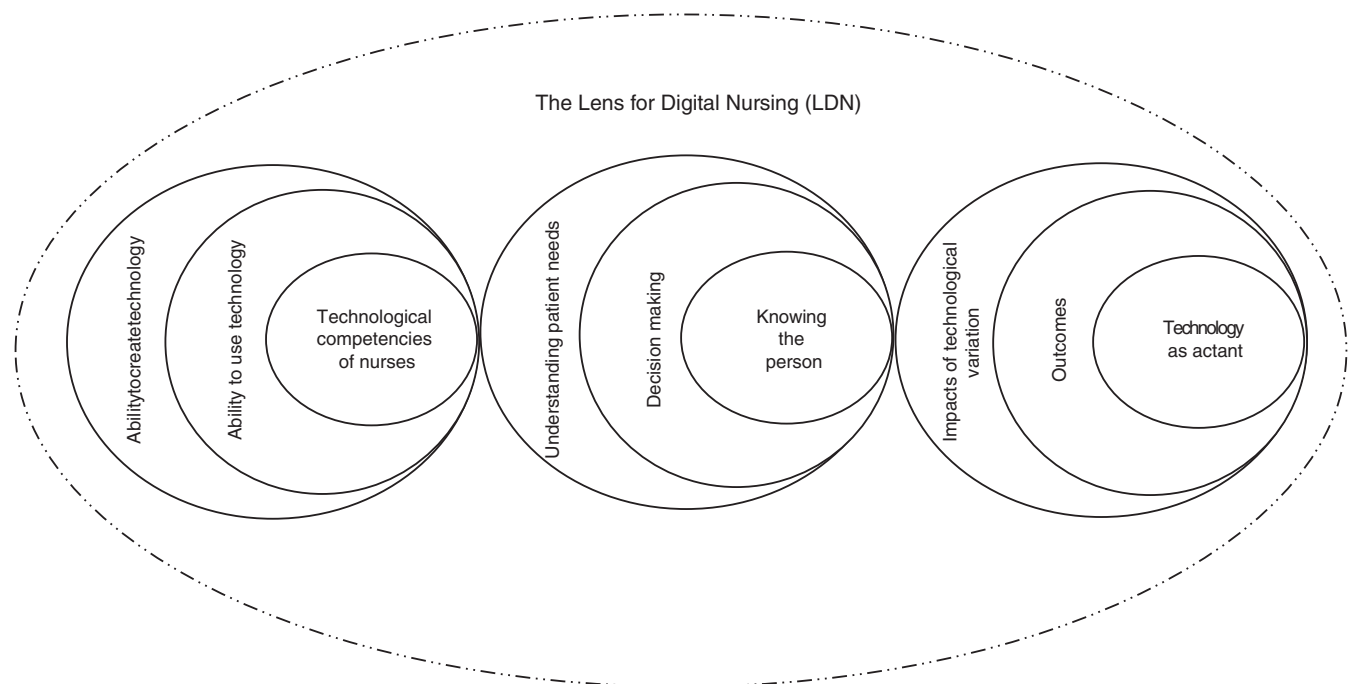 The Lens for Digital Nursing (LDN)
Abilitytocreatetechnology
Ability to use technology
Technological
competencies
of nurses
Understanding patient needs
Decision making
Knowing
the
person
Impacts of technological
variation
Outcomes
Technology
as actant